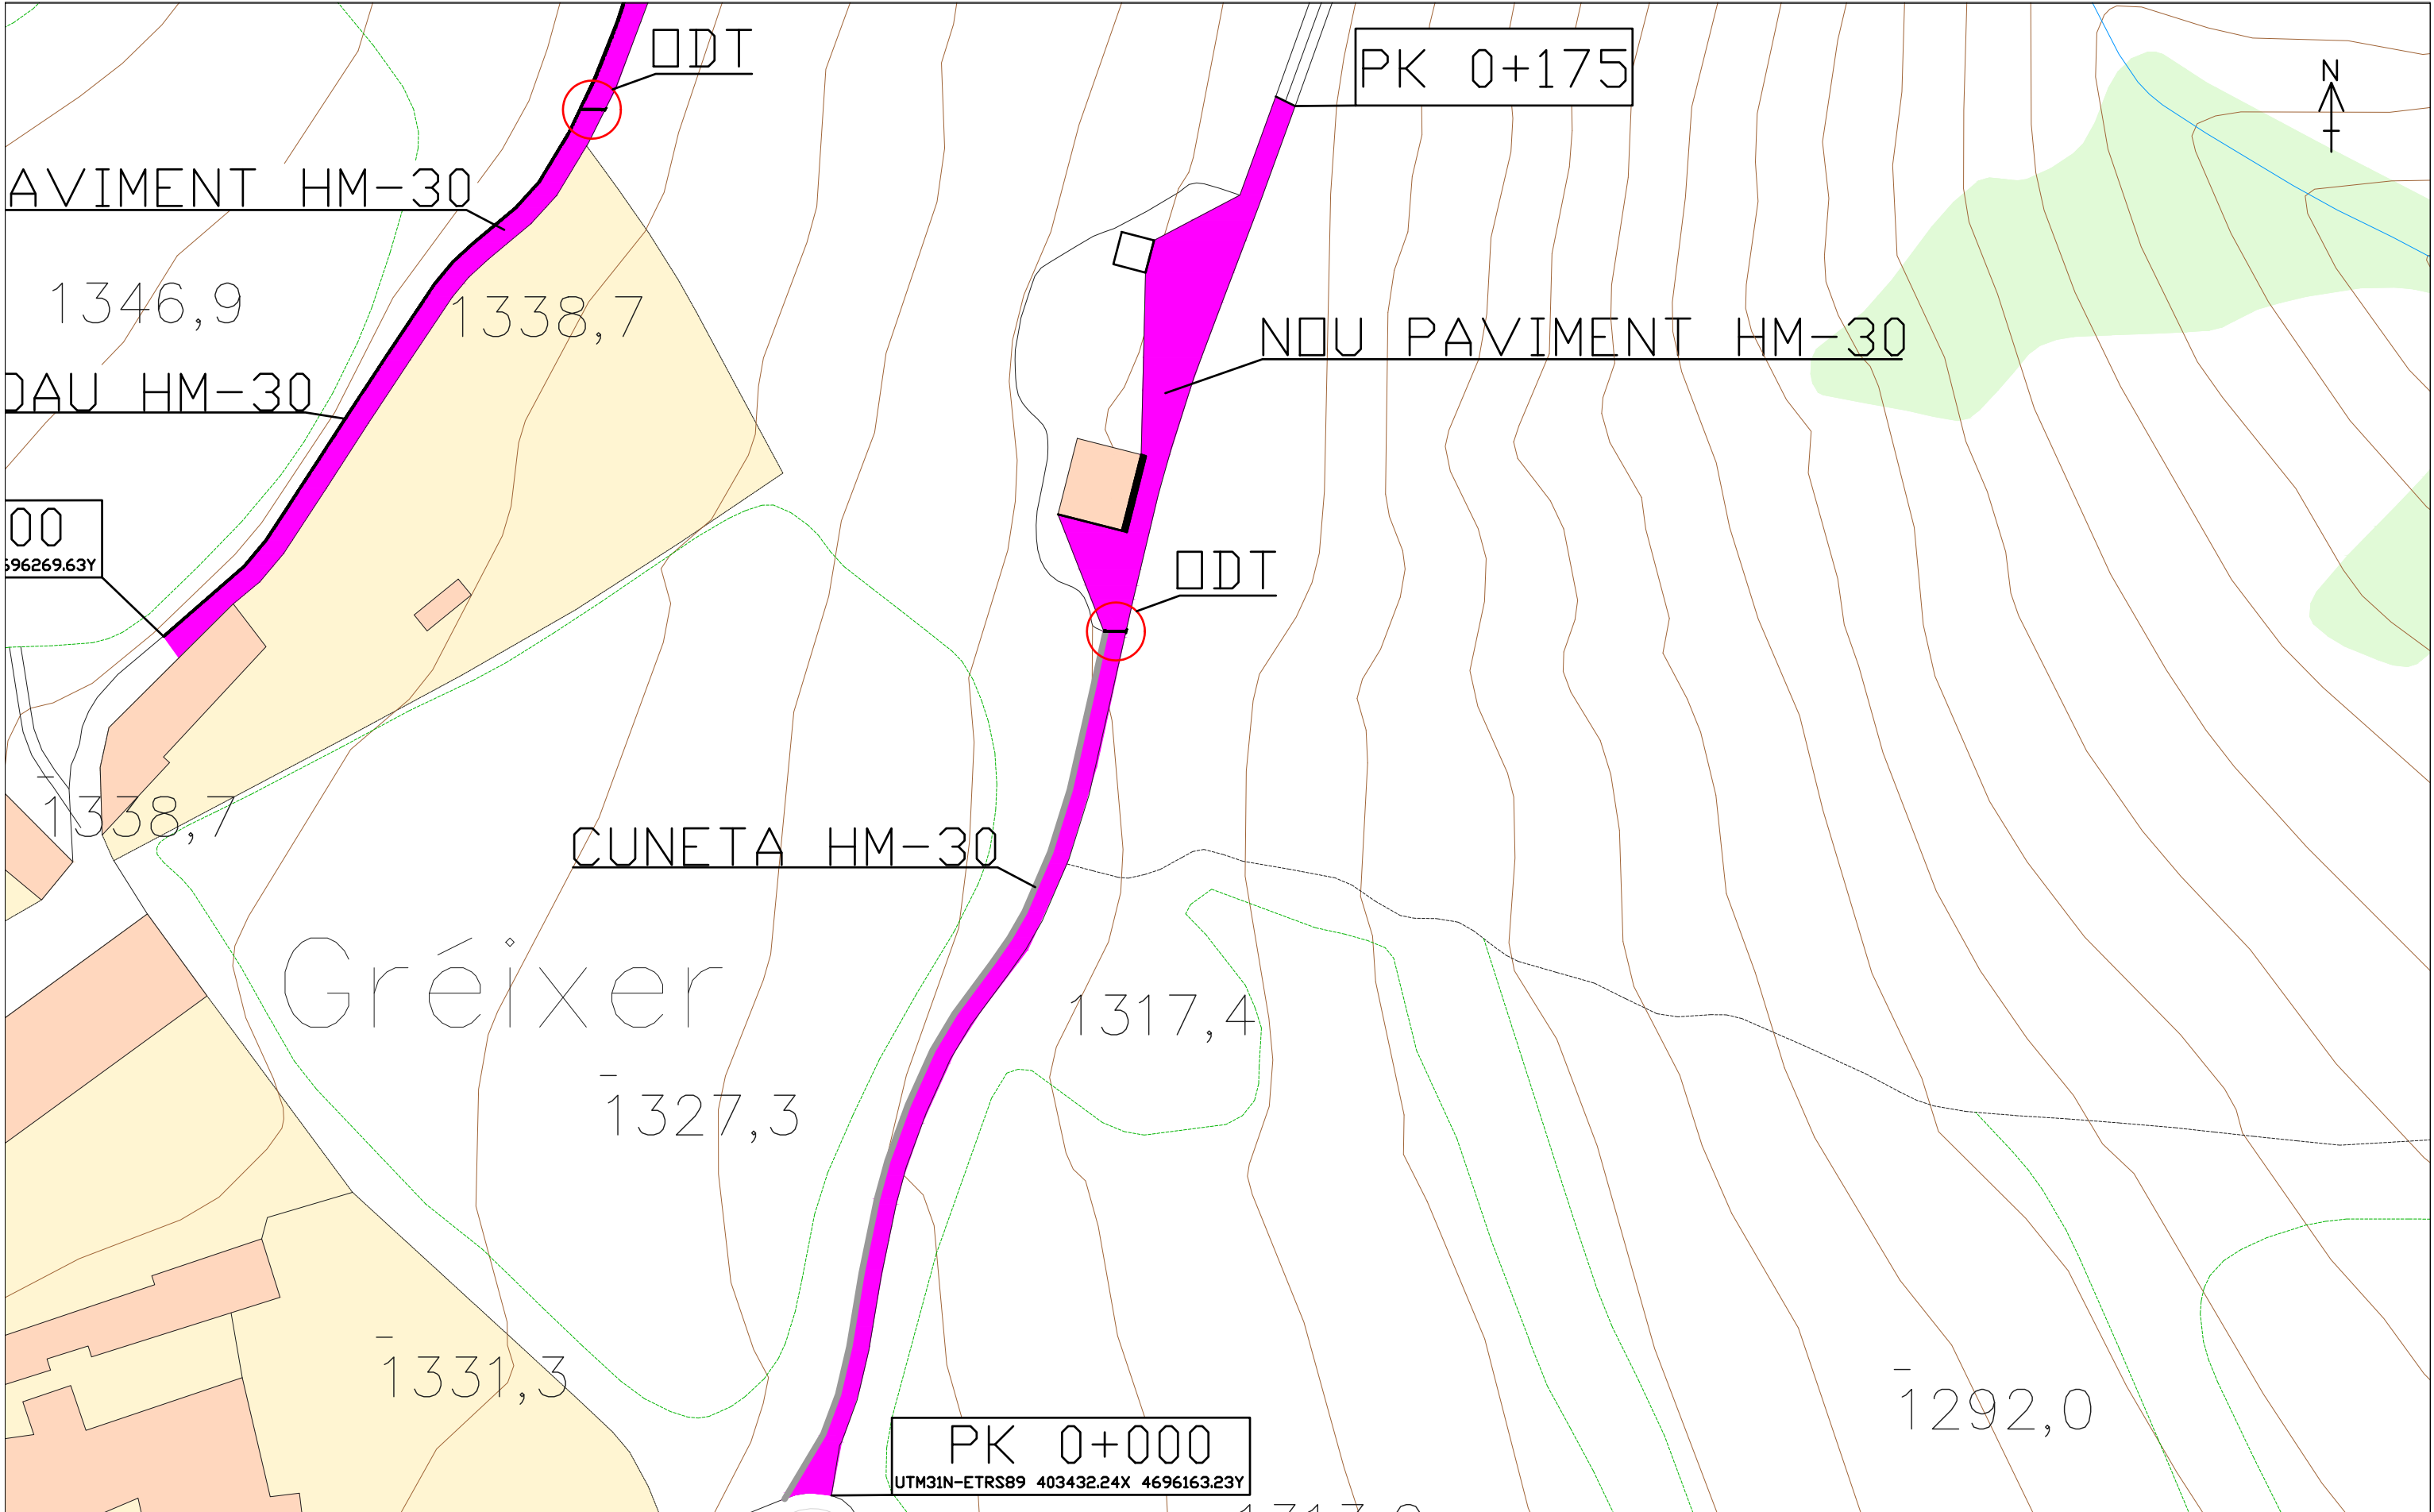 ODT
PK 0+175
N
AVIMENT HM-30
1346,9
1338,7
NOU PAVIMENT HM-30
DAU HM-30
00
696269.63Y
ODT
1338,7
CUNETA HM-30
Gréixer
1317,4
1327,3
1331,3
1292,0
PK 0+000
UTM31N-ETRS89 403432.24X 4696163.23Y